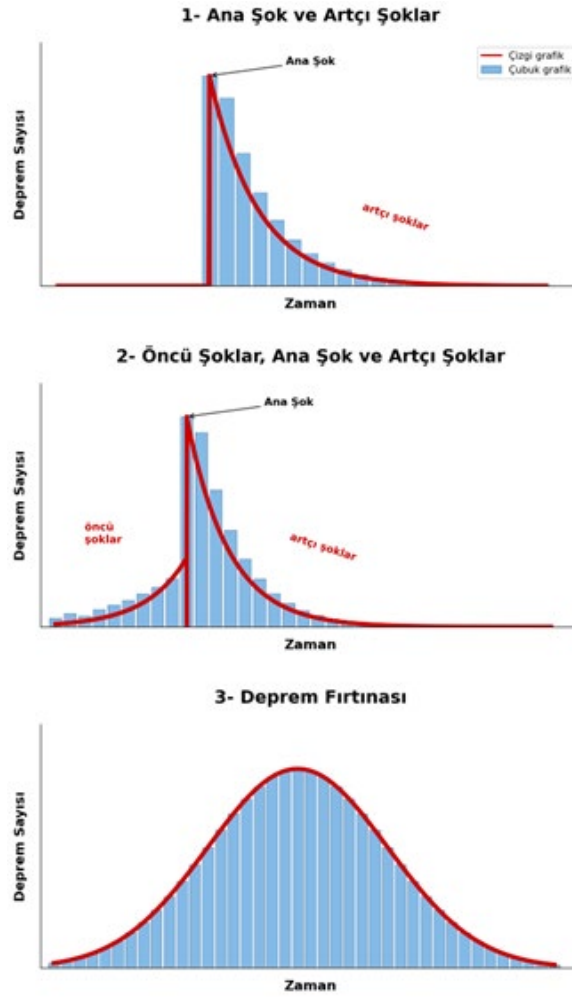 1- Ana Şok ve Artçı Şoklar
Ana Şok
Çizgi grafik
Çubuk grafik
artçı şoklar
Deprem Sayısı
Zaman
2- Öncü Şoklar, Ana Şok ve Artçı Şoklar
Ana Şok
öncü
şoklar
artçı şoklar
Deprem Sayısı
Zaman
3- Deprem Fırtınası
Deprem Sayısı
Zaman